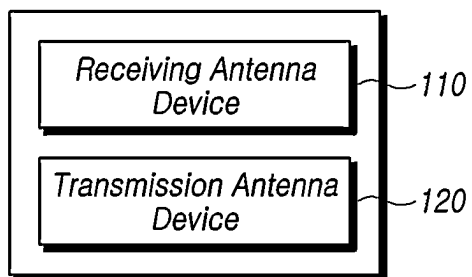 Receiving Antenna
Device
110
Transmission Antenna
Device
120